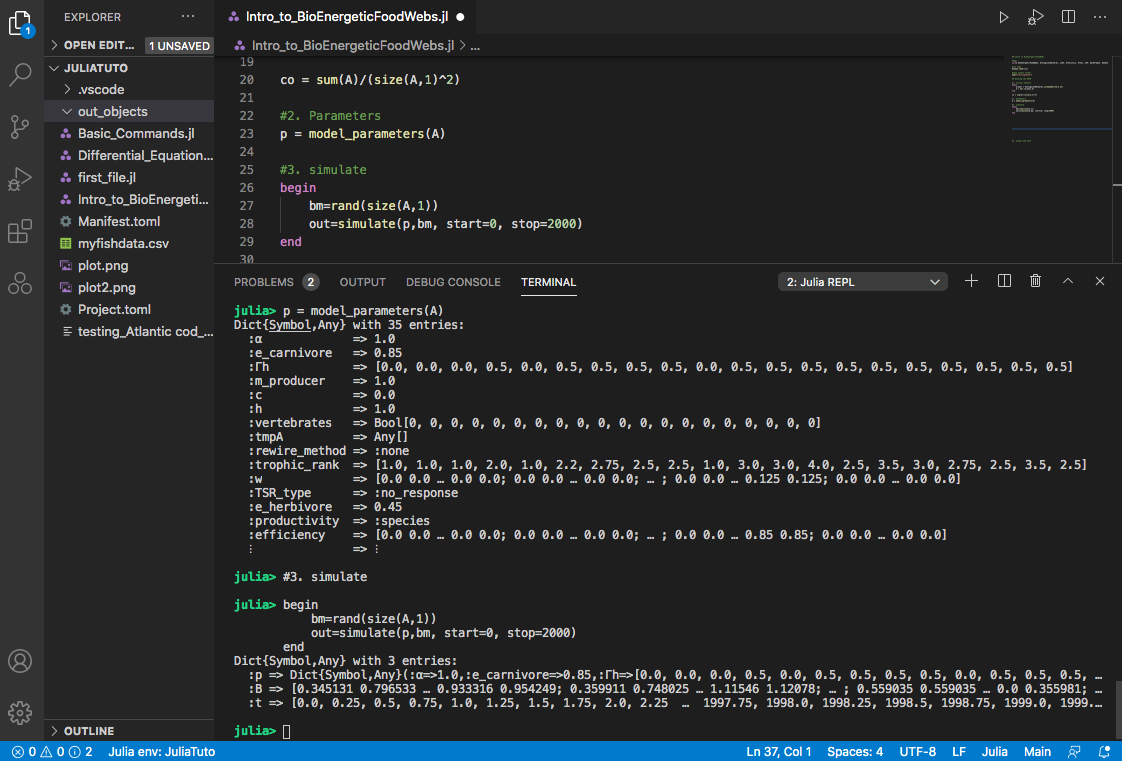 EXPLORER
···
Intro_to_BioEnergeticFoodWebs.jl ●
1
OPEN EDIT... 1 UNSAVED
Intro_to_BioEnergeticFoodWebs.jl > ...
JULIATUTO
.vscode
out_objects
Basic_Commands.jl
Differential_Equation...
first_file.jl
Intro_to_BioEnergeti...
Manifest.toml
myfishdata.csv
plot.png
plot2.png
Project.toml
testing_Atlantic cod_...
OUTLINE
19
20 co = sum(A)/(size(A,1)^2)
21
22 #2. Parameters
23 p = model_parameters(A)
24
25 #3. simulate
26 begin
27 bm=rand(size(A,1))
28 out=simulate(p,bm, start=0, stop=2000)
29 end
30
PROBLEMS 2 OUTPUT DEBUG CONSOLE TERMINAL 2: Julia REPL
julia> p = model_parameters(A)
Dict{Symbol,Any} with 35 entries:
:α => 1.0
:e_carnivore => 0.85
:Γh => [0.0, 0.0, 0.0, 0.5, 0.0, 0.5, 0.5, 0.5, 0.5, 0.0, 0.5, 0.5, 0.5, 0.5, 0.5, 0.5, 0.5, 0.5, 0.5, 0.5]
:m_producer => 1.0
:c => 0.0
:h => 1.0
:vertebrates => Bool[0, 0, 0, 0, 0, 0, 0, 0, 0, 0, 0, 0, 0, 0, 0, 0, 0, 0, 0, 0]
:tmpA => Any[]
:rewire_method => :none
:trophic_rank => [1.0, 1.0, 1.0, 2.0, 1.0, 2.2, 2.75, 2.5, 2.5, 1.0, 3.0, 3.0, 4.0, 2.5, 3.5, 3.0, 2.75, 2.5, 3.5, 2.5]
:w => [0.0 0.0 … 0.0 0.0; 0.0 0.0 … 0.0 0.0; … ; 0.0 0.0 … 0.125 0.125; 0.0 0.0 … 0.0 0.0]
:TSR_type => :no_response
:e_herbivore => 0.45
:productivity => :species
:efficiency => [0.0 0.0 … 0.0 0.0; 0.0 0.0 … 0.0 0.0; … ; 0.0 0.0 … 0.85 0.85; 0.0 0.0 … 0.0 0.0]
⋮ => ⋮
julia> #3. simulate
julia> begin
bm=rand(size(A,1))
out=simulate(p,bm, start=0, stop=2000)
end
Dict{Symbol,Any} with 3 entries:
:p => Dict{Symbol,Any}(:α=>1.0,:e_carnivore=>0.85,:Γh=>[0.0, 0.0, 0.0, 0.5, 0.0, 0.5, 0.5, 0.5, 0.5, 0.0, 0.5, 0.5, 0.5, …
:B => [0.345131 0.796533 … 0.933316 0.954249; 0.359911 0.748025 … 1.11546 1.12078; … ; 0.559035 0.559035 … 0.0 0.355981; …
:t => [0.0, 0.25, 0.5, 0.75, 1.0, 1.25, 1.5, 1.75, 2.0, 2.25 … 1997.75, 1998.0, 1998.25, 1998.5, 1998.75, 1999.0, 1999.…
julia>
0 0 2 Julia env: JuliaTuto Ln 37, Col 1 Spaces: 4 UTF-8 LF Julia Main